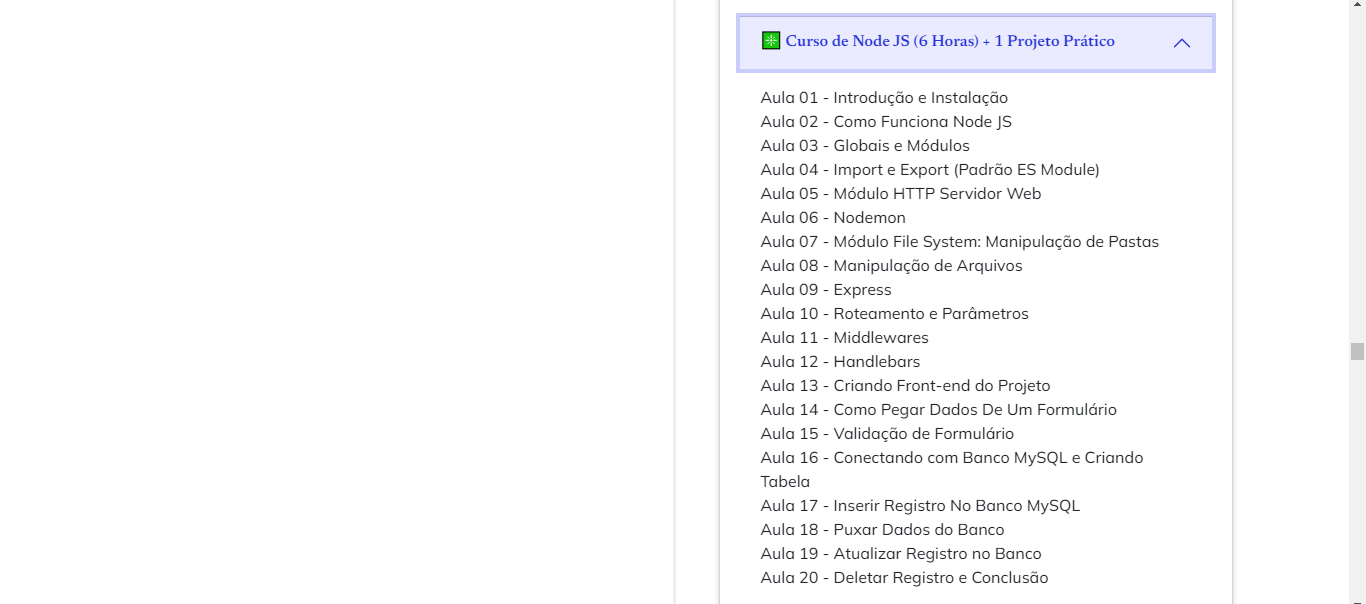 Curso de Node JS (6 Horas) + 1 Projeto Prático
Aula 01 - Introdução e Instalação
Aula 02 - Como Funciona Node JS
Aula 03 - Globais e Módulos
Aula 04 - Import e Export (Padrão ES Module)
Aula 05 - Módulo HTTP Servidor Web
Aula 06 - Nodemon
Aula 07 - Módulo File System: Manipulação de Pastas
Aula 08 - Manipulação de Arquivos
Aula 09 - Express
Aula 10 - Roteamento e Parâmetros
Aula 11 - Middlewares
Aula 12 - Handlebars
Aula 13 - Criando Front-end do Projeto
Aula 14 - Como Pegar Dados De Um Formulário
Aula 15 - Validação de Formulário
Aula 16 - Conectando com Banco MySQL e Criando
Tabela
Aula 17 - Inserir Registro No Banco MySQL
Aula 18 - Puxar Dados do Banco
Aula 19 - Atualizar Registro no Banco
Aula 20 - Deletar Registro e Conclusão